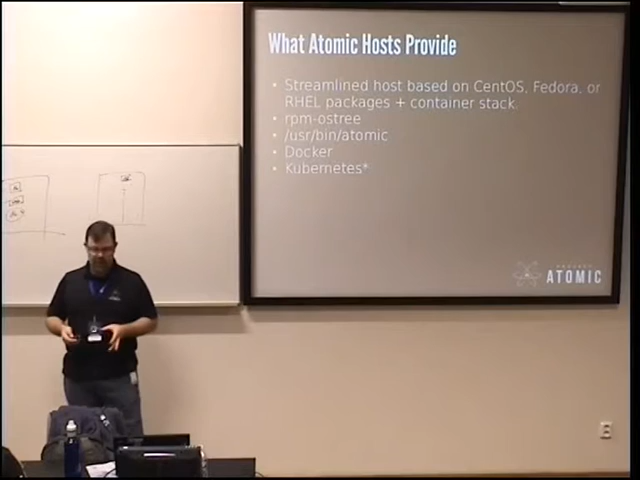 What Atomic Hosts Provide
• Streamlined host based on CentOS, Fedora, or
RHEL packages + container stack.
• rpm-ostree
• /usr/bin/atomic
• Docker
• Kubernetes*
PROJECT
ATOMIC